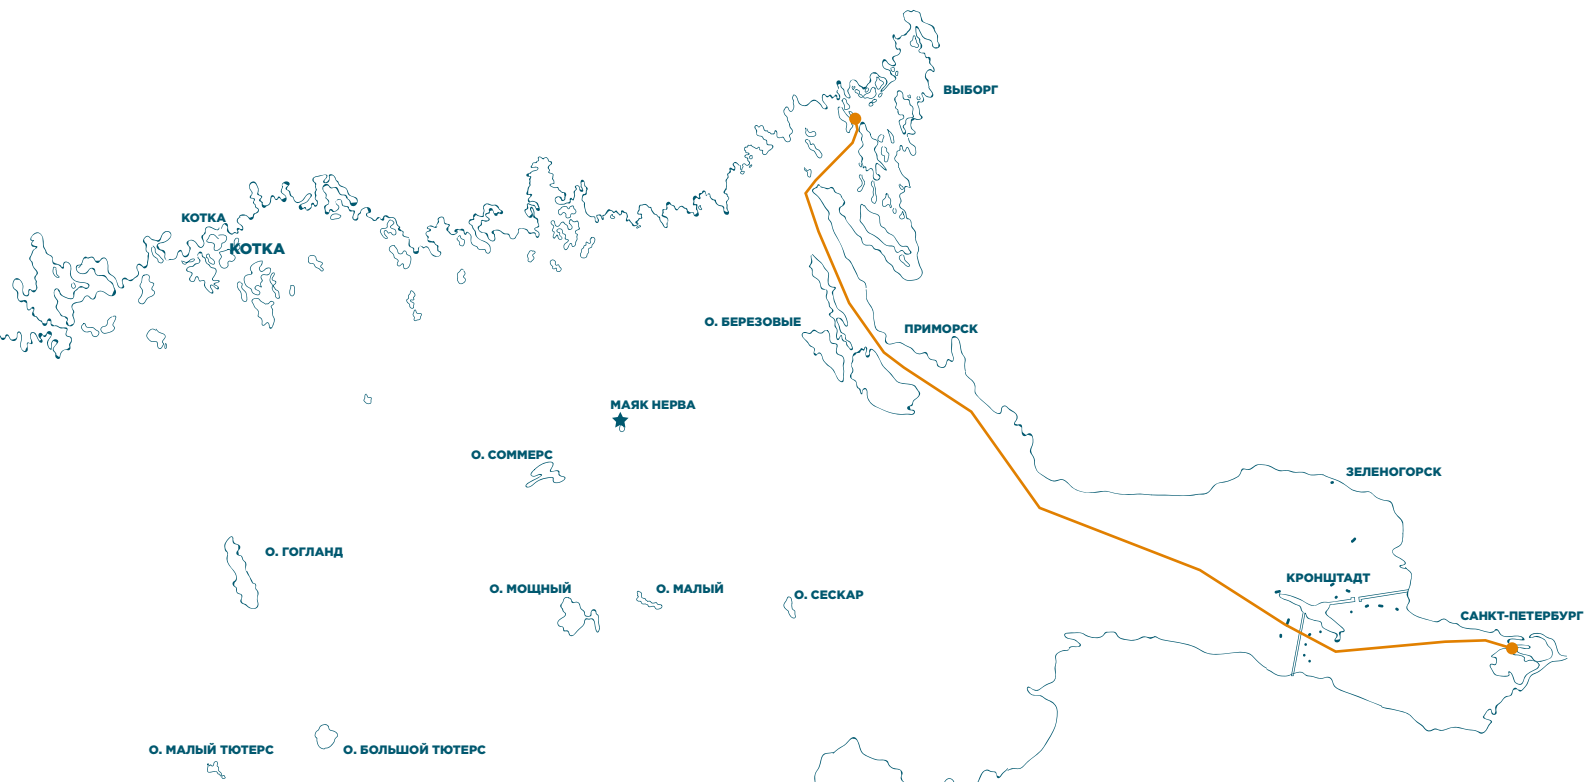 ВЫБОРГ
КОТКА
КОТКА
О. БЕРЕЗОВЫЕ
ПРИМОРСК
МАЯК НЕРВА
О. СОММЕРС
ЗЕЛЕНОГОРСК
О. ГОГЛАНД
КРОНШТАДТ
О. МОЩНЫЙ
О. МАЛЫЙ
О. СЕСКАР
САНКТ-ПЕТЕРБУРГ
О. МАЛЫЙ ТЮТЕРС
О. БОЛЬШОЙ ТЮТЕРС